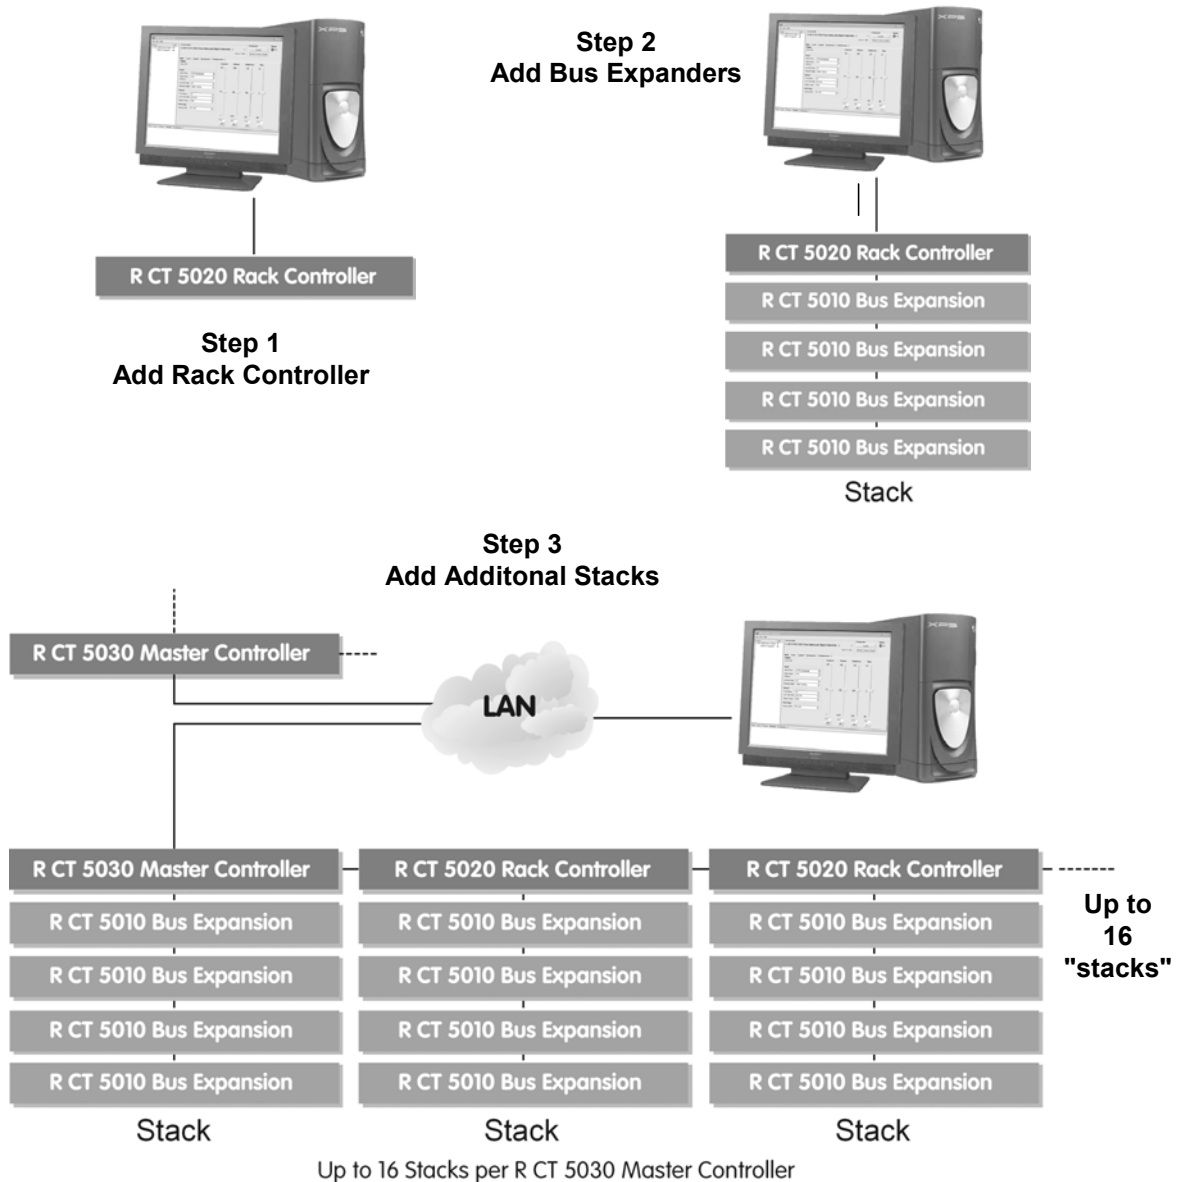 XPS
R CT 5020 Rack Controller
Step 1
Add Rack Controller
Step 2
Add Bus Expanders
XPS
R CT 5020 Rack Controller
R CT 5010 Bus Expansion
R CT 5010 Bus Expansion
R CT 5010 Bus Expansion
R CT 5010 Bus Expansion
Stack
Step 3
Add Additonal Stacks
R CT 5030 Master Controller
LAN
XPS
R CT 5030 Master Controller
R CT 5010 Bus Expansion
R CT 5010 Bus Expansion
R CT 5010 Bus Expansion
R CT 5010 Bus Expansion
Stack
R CT 5020 Rack Controller
R CT 5010 Bus Expansion
R CT 5010 Bus Expansion
R CT 5010 Bus Expansion
R CT 5010 Bus Expansion
Stack
R CT 5020 Rack Controller
R CT 5010 Bus Expansion
R CT 5010 Bus Expansion
R CT 5010 Bus Expansion
R CT 5010 Bus Expansion
Stack
Up to
16
"stacks"
Up to 16 Stacks per R CT 5030 Master Controller